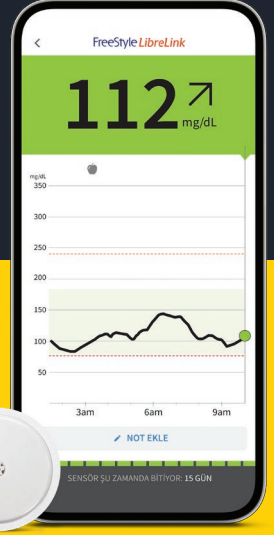 FreeStyle LibreLink
112
mg/dL
mg/dL
350
300
250
200
150
100
50
3am 6am 9am
NOT EKLE
SENSÖR ŞU ZAMANDA BİTİYOR: 15 GÜN